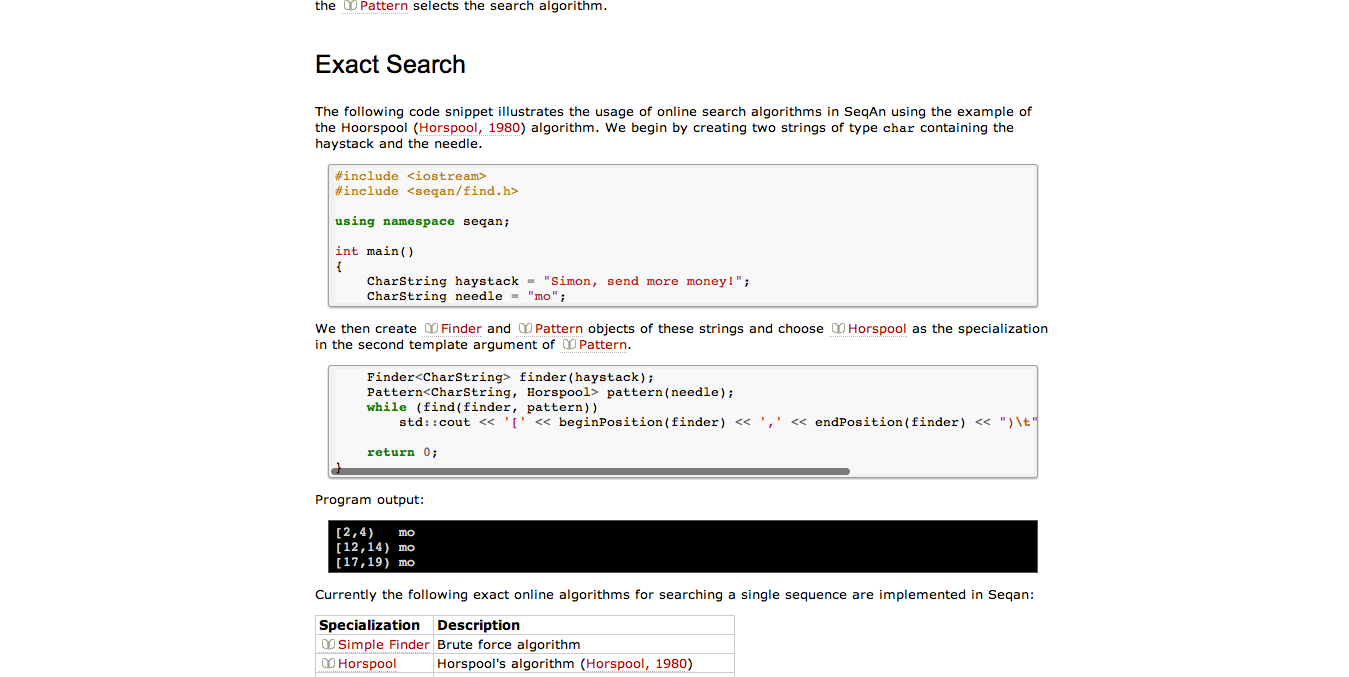 the Pattern selects the search algorithm.
Exact Search
The following code snippet illustrates the usage of online search algorithms in SeqAn using the example of
the Hoorspool (Horspool, 1980) algorithm. We begin by creating two strings of type char containing the
haystack and the needle.
#include <iostream>
#include <seqan/find.h>
using namespace seqan;
int main()
{
    CharString haystack = "Simon, send more money!";
    CharString needle = "mo";
We then create Finder and Pattern objects of these strings and choose Horspool as the specialization
in the second template argument of Pattern.
    Finder<CharString> finder(haystack);
    Pattern<CharString, Horspool> pattern(needle);
    while (find(finder, pattern))
        std::cout << '[' << beginPosition(finder) << ',' << endPosition(finder) << ")\t"
    return 0;
}
Program output:
[2,4)   mo
[12,14) mo
[17,19) mo
Currently the following exact online algorithms for searching a single sequence are implemented in Seqan:
Specialization Description
Simple Finder Brute force algorithm
Horspool Horspool's algorithm (Horspool, 1980)